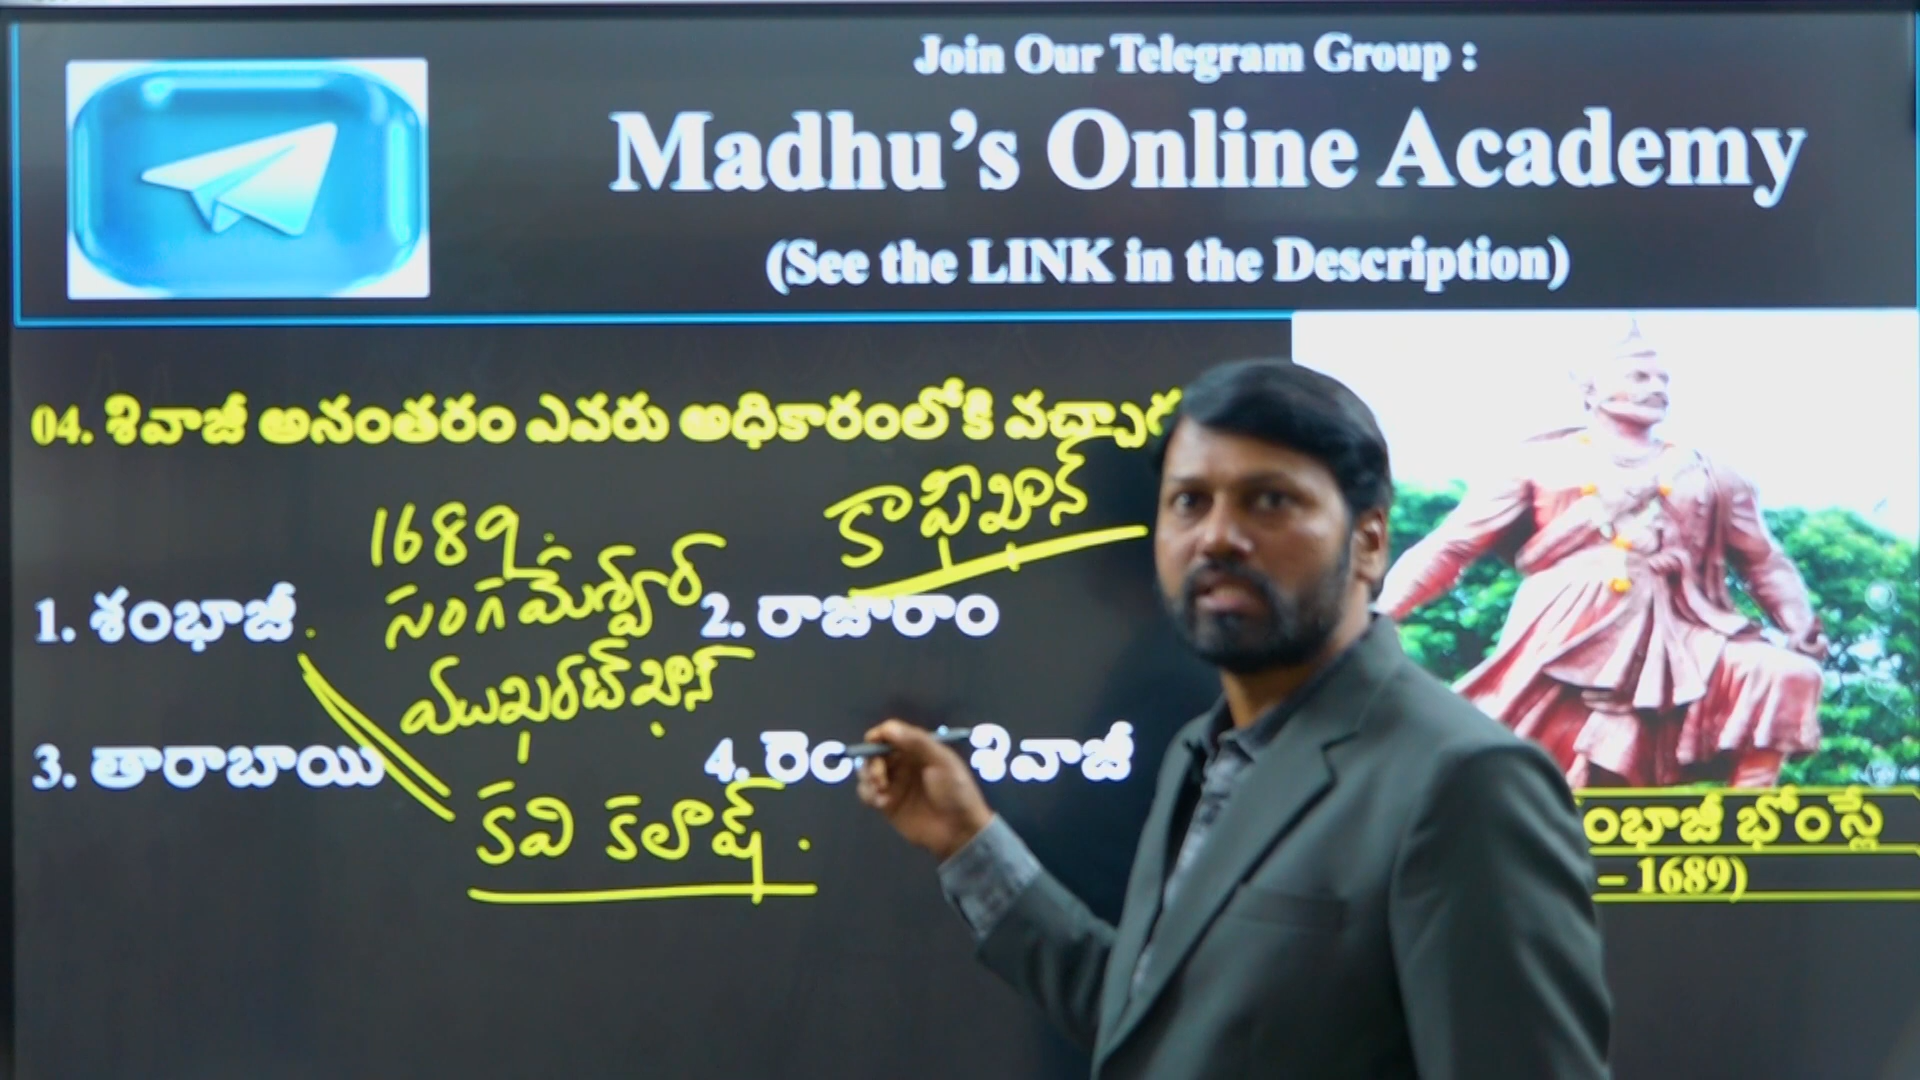 Join Our Telegram Group :
Madhu's Online Academy
(See the LINK in the Description)
04. శివాజీ అనంతరం ఎవరు అధికారంలోకి వచ్చా
కాఫిఖాన్
1689.
సంగమేశ్వర్
ముఖరబ్ ఖాన్
1. శంభాజీ
2. రాజారాం
3. తారాబాయి
4. శివాజీ
కవి కలాష్.
ంభాజీ భోంస్లే
– 1689)